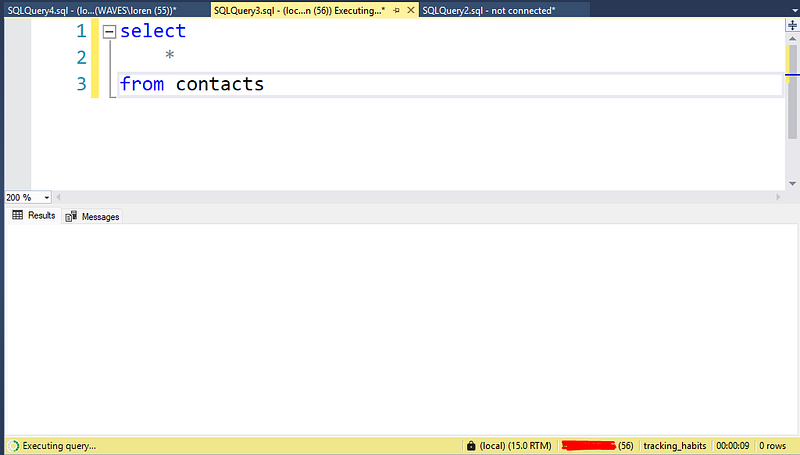 SQLQuery4.sql - (lo...(WAVES\loren (55))* SQLQuery3.sql - (loc...n (56)) Executing...* SQLQuery2.sql - not connected*
1 select
2 *
3 from contacts
200 %
Results Messages
Executing query... (local) (15.0 RTM) (56) tracking_habits 00:00:09 0 rows